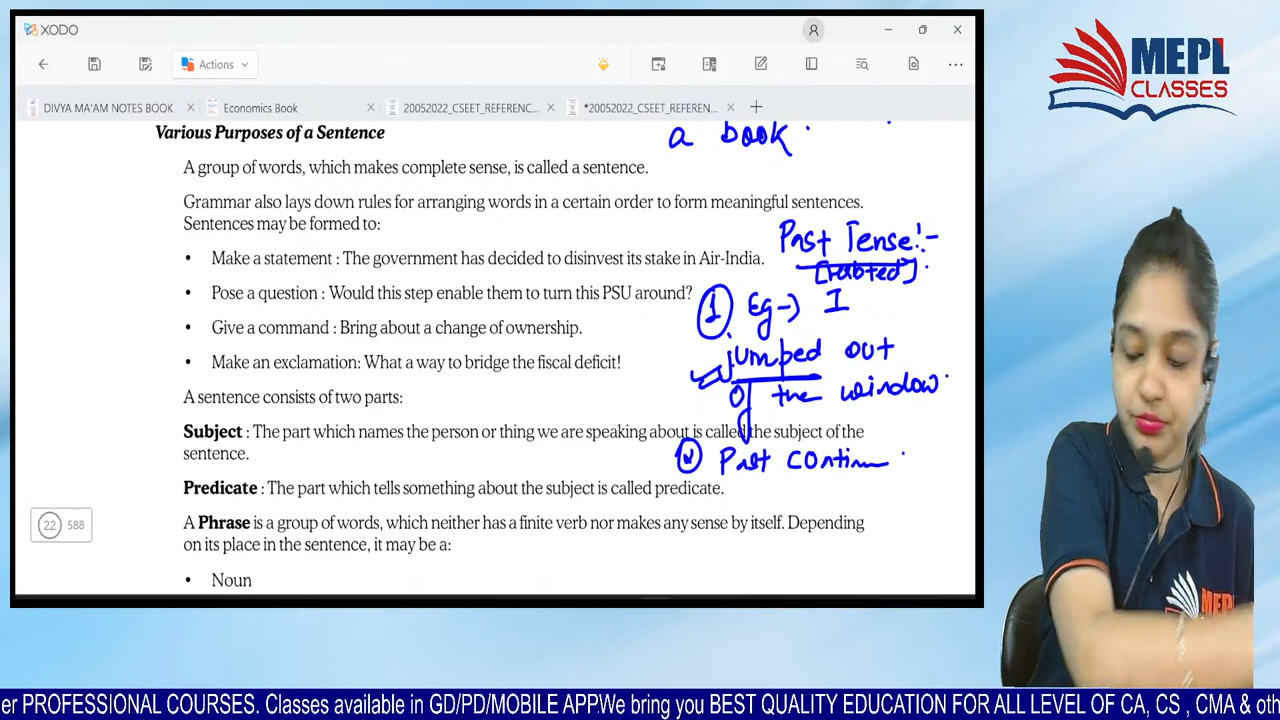 XODO
Actions
DIVYA MA'AM NOTES BOOK
Economics Book
20052022_CSEET_REFERENC...
*20052022_CSEET_REFEREN...
MEPL
CLASSES
Various Purposes of a Sentence
a book.
A group of words, which makes complete sense, is called a sentence.
Grammar also lays down rules for arranging words in a certain order to form meaningful sentences.
Sentences may be formed to:
Past Tense:-
• Make a statement : The government has decided to disinvest its stake in Air-India.
• Pose a question : Would this step enable them to turn this PSU around?
① Eg→ I
• Give a command : Bring about a change of ownership.
jumped out
• Make an exclamation: What a way to bridge the fiscal deficit!
of the window.
A sentence consists of two parts:
Subject : The part which names the person or thing we are speaking about is called the subject of the
sentence.
② Past
Predicate : The part which tells something about the subject is called predicate.
A Phrase is a group of words, which neither has a finite verb nor makes any sense by itself. Depending
on its place in the sentence, it may be a:
22 588
• Noun
MEPL
er PROFESSIONAL COURSES. Classes available in GD/PD/MOBILE APPWe bring you BEST QUALITY EDUCATION FOR ALL LEVEL OF CA, CS , CMA & oth